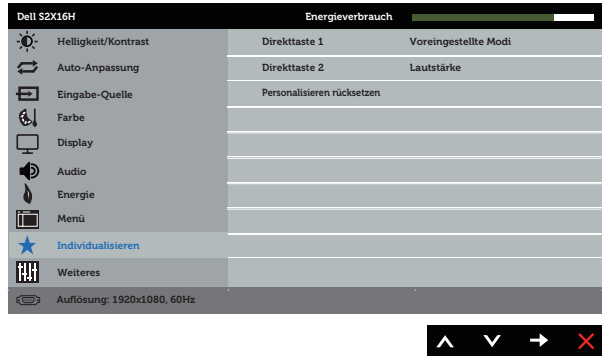 Dell S2X16H Energieverbrauch
Helligkeit/Kontrast Direkttaste 1 Voreingestellte Modi
Auto-Anpassung Direkttaste 2 Lautstärke
Eingabe-Quelle Personalisieren rücksetzen
Farbe
Display
Audio
Energie
Menü
Individualisieren
Weiteres
Auflösung: 1920x1080, 60Hz